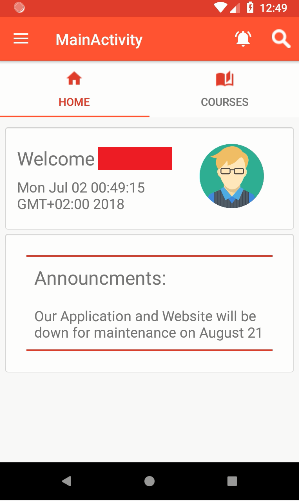 12:49
MainActivity
HOME
COURSES
Welcome
Mon Jul 02 00:49:15
GMT+02:00 2018
Announcments:
Our Application and Website will be
down for maintenance on August 21